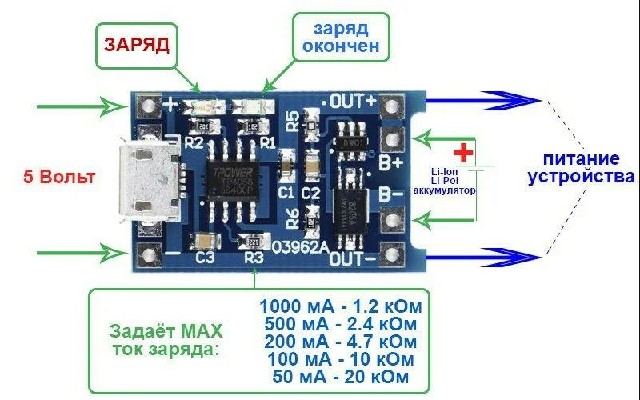 ЗАРЯД
заряд
окончен
+
OUT+
R2
R1
R5
B+
5 Вольт
TPOWER
C1
C2
+
Li-Ion
Li Pol
аккумулятор
питание
устройства
B-
R6
03962A
C3
R3
-
OUT-
Задаёт MAX
ток заряда:
1000 мА - 1.2 кОм
500 мА - 2.4 кОм
200 мА - 4.7 кОм
100 мА - 10 кОм
50 мА - 20 кОм